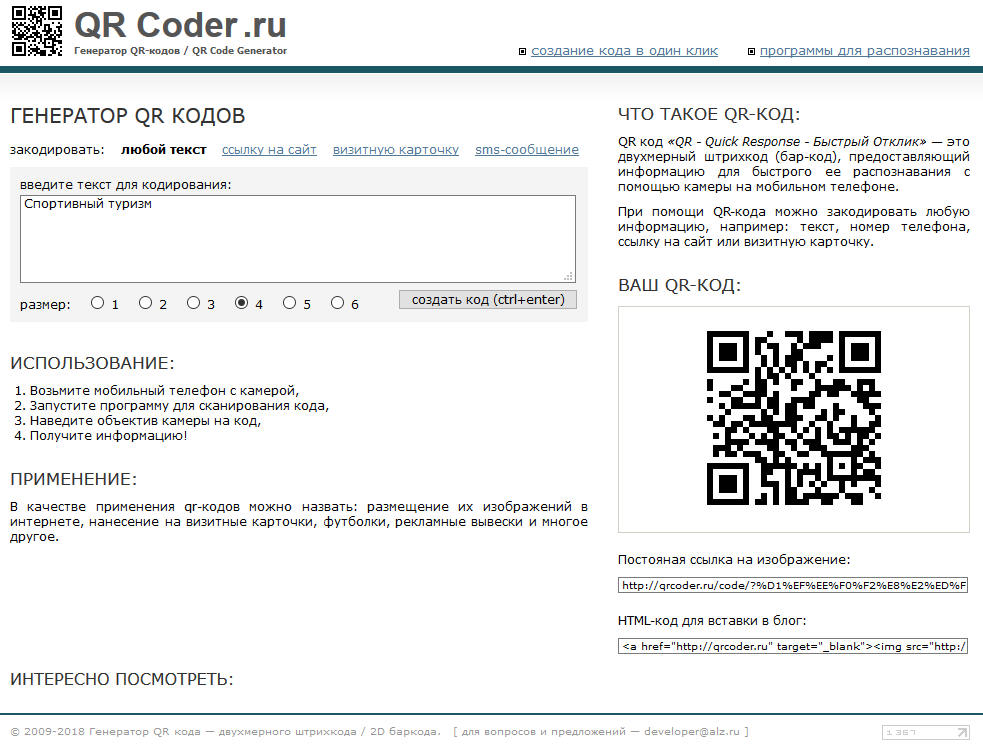 QR Coder.ru
Генератор QR-кодов / QR Code Generator
создание кода в один клик
программы для распознавания
ГЕНЕРАТОР QR КОДОВ
закодировать: любой текст ссылку на сайт визитную карточку sms-сообщение
введите текст для кодирования:
Спортивный туризм
размер: 1 2 3 4 5 6 создать код (ctrl+enter)
ИСПОЛЬЗОВАНИЕ:
1. Возьмите мобильный телефон с камерой,
2. Запустите программу для сканирования кода,
3. Наведите объектив камеры на код,
4. Получите информацию!
ПРИМЕНЕНИЕ:
В качестве применения qr-кодов можно назвать: размещение их изображений в
интернете, нанесение на визитные карточки, футболки, рекламные вывески и многое
другое.
ЧТО ТАКОЕ QR-КОД:
QR код «QR - Quick Response - Быстрый Отклик» — это
двухмерный штрихкод (бар-код), предоставляющий
информацию для быстрого ее распознавания с
помощью камеры на мобильном телефоне.
При помощи QR-кода можно закодировать любую
информацию, например: текст, номер телефона,
ссылку на сайт или визитную карточку.
ВАШ QR-КОД:
Постояная ссылка на изображение:
http://qrcoder.ru/code/?%D1%EF%EE%F0%F2%E8%E2%ED%F
HTML-код для вставки в блог:
<a href="http://qrcoder.ru" target="_blank"><img src="http:/
ИНТЕРЕСНО ПОСМОТРЕТЬ:
© 2009-2018 Генератор QR кода — двухмерного штрихкода / 2D баркода. [ для вопросов и предложений — developer@alz.ru ]
1367